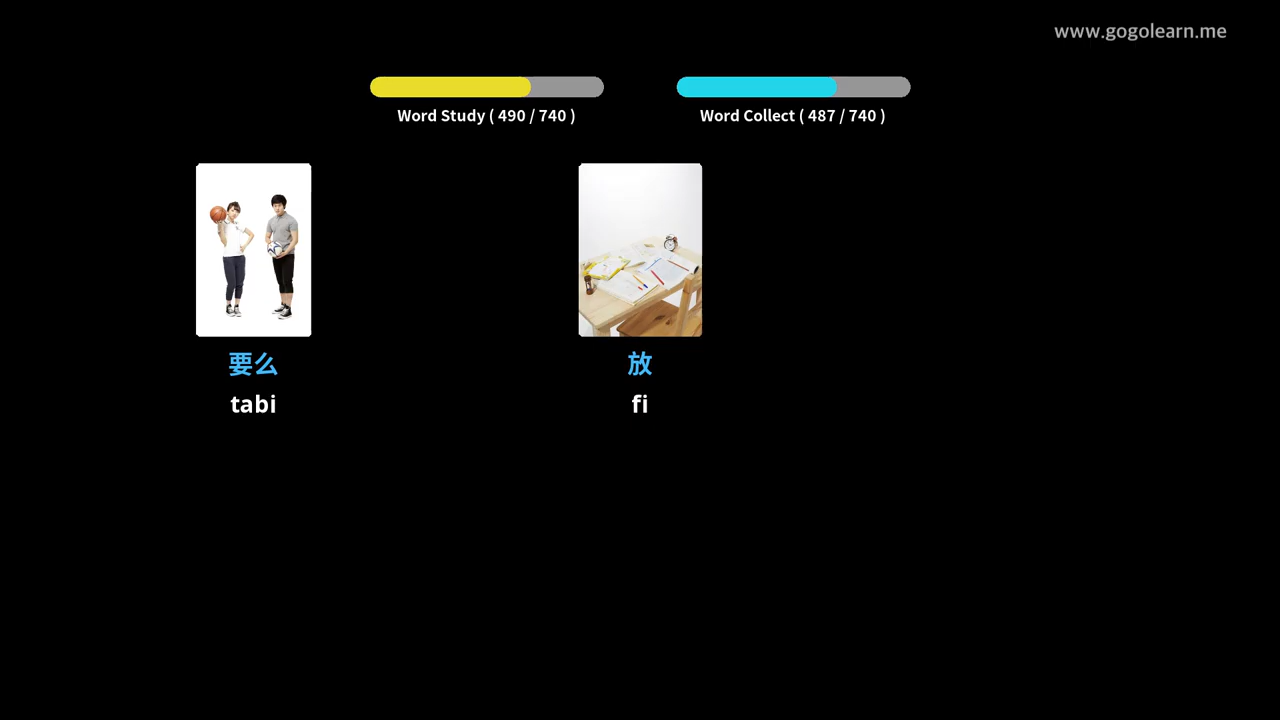 www.gogolearn.me
Word Study ( 490 / 740 )
Word Collect ( 487 / 740 )
要么
tabi
放
fi